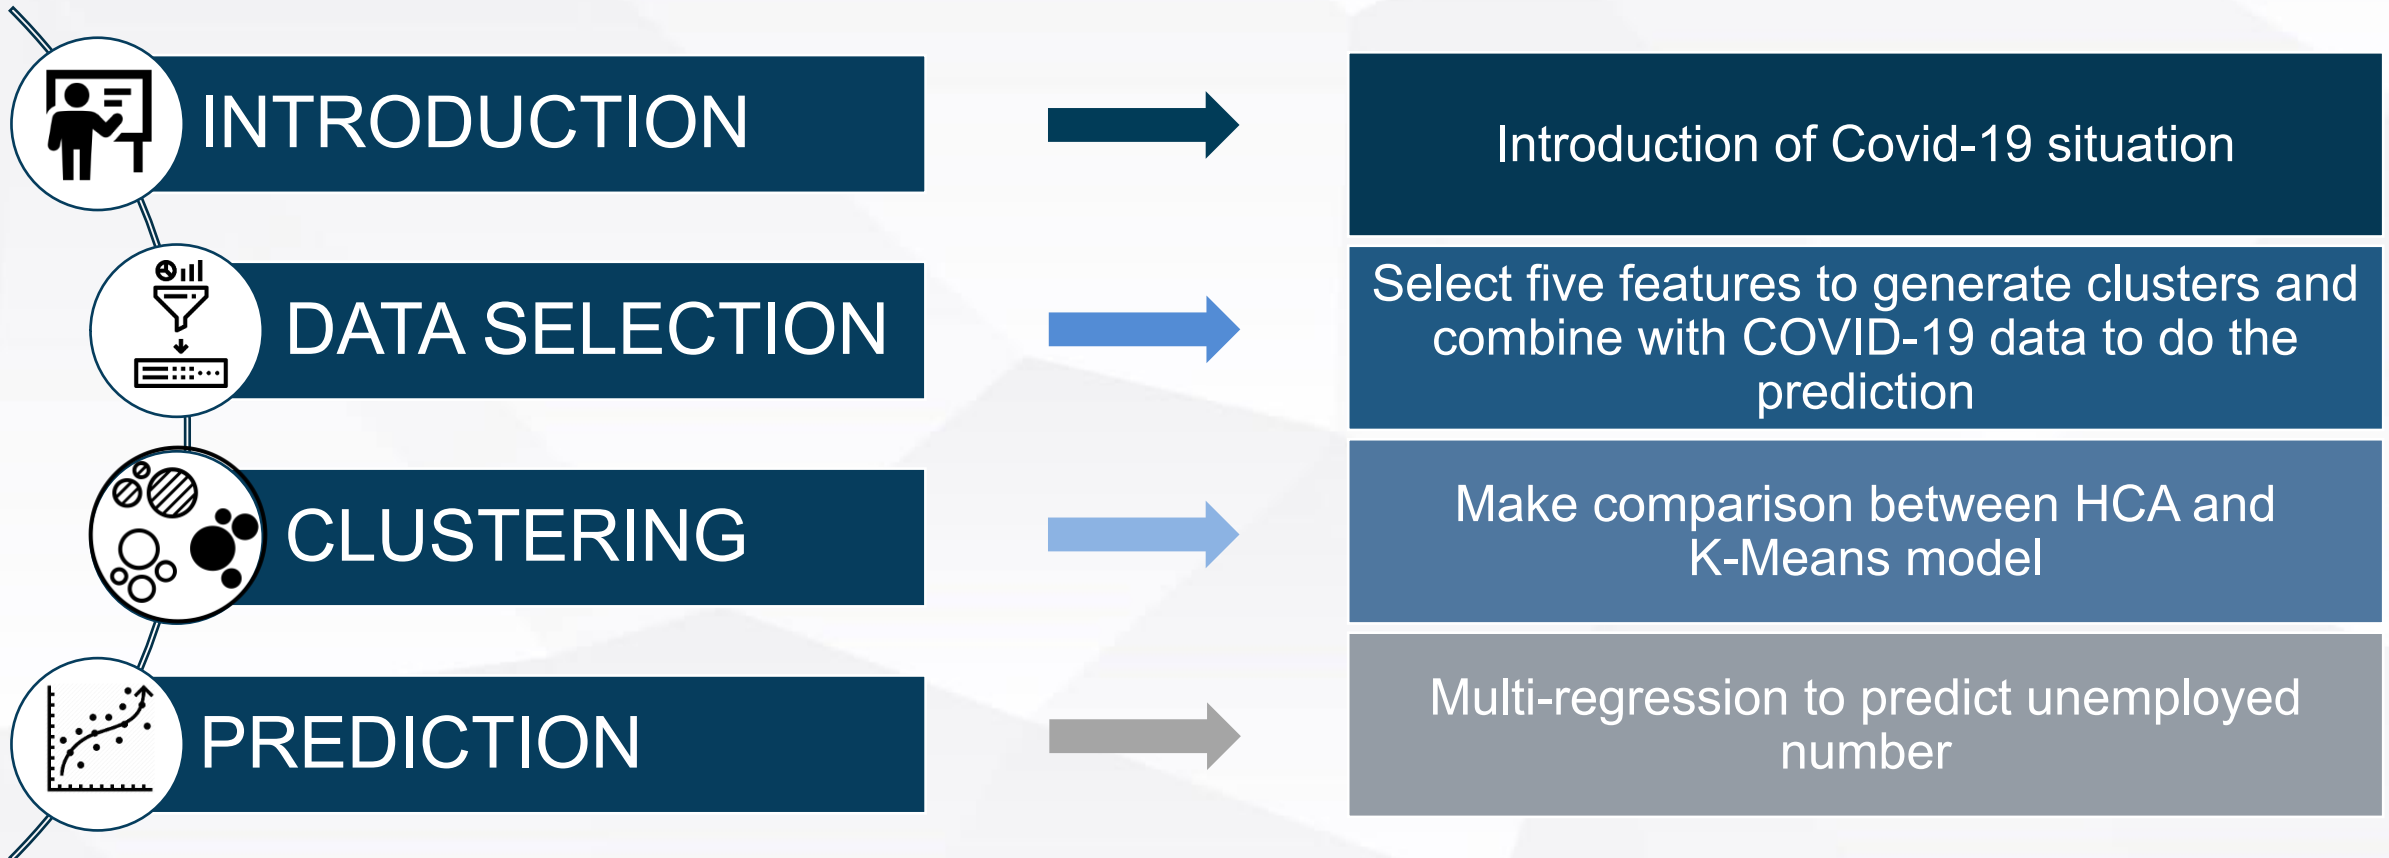 INTRODUCTION
Introduction of Covid-19 situation
DATA SELECTION
Select five features to generate clusters and
combine with COVID-19 data to do the
prediction
CLUSTERING
Make comparison between HCA and
K-Means model
PREDICTION
Multi-regression to predict unemployed
number